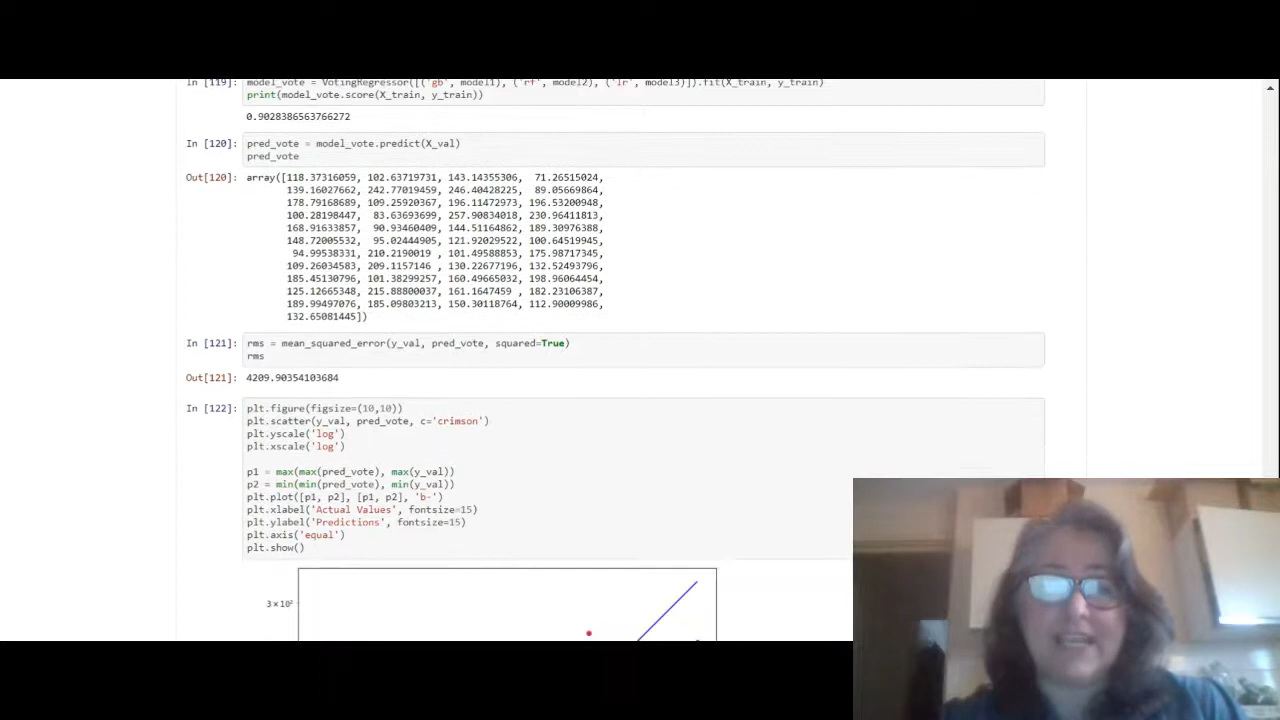 In [119]: model_vote = VotingRegressor([('gb', model1), ('rf', model2), ('lr', model3)]).fit(X_train, y_train)
print(model_vote.score(X_train, y_train))
0.9028386563766272
In [120]: pred_vote = model_vote.predict(X_val)
pred_vote
Out[120]: array([118.37316059, 102.63719731, 143.14355306, 71.26515024,
139.16027662, 242.77019459, 246.40428225, 89.05669864,
178.79168689, 109.25920367, 196.11472973, 196.53200948,
100.28198447, 83.63693699, 257.90834018, 230.96411813,
168.91633857, 90.93460409, 144.51164862, 189.30976388,
148.72005532, 95.02444905, 121.92029522, 100.64519945,
94.99538331, 210.2190019 , 101.49588853, 175.98717345,
109.26034583, 209.1157146 , 130.22677196, 132.52493796,
185.45130796, 101.38299257, 160.49665032, 198.96064454,
125.12665348, 215.88800037, 161.1647459 , 182.23106387,
189.99497076, 185.09803213, 150.30118764, 112.90009986,
132.65081445])
In [121]: rms = mean_squared_error(y_val, pred_vote, squared=True)
rms
Out[121]: 4209.90354103684
In [122]: plt.figure(figsize=(10,10))
plt.scatter(y_val, pred_vote, c='crimson')
plt.yscale('log')
plt.xscale('log')
p1 = max(max(pred_vote), max(y_val))
p2 = min(min(pred_vote), min(y_val))
plt.plot([p1, p2], [p1, p2], 'b-')
plt.xlabel('Actual Values', fontsize=15)
plt.ylabel('Predictions', fontsize=15)
plt.axis('equal')
plt.show()
3×10²